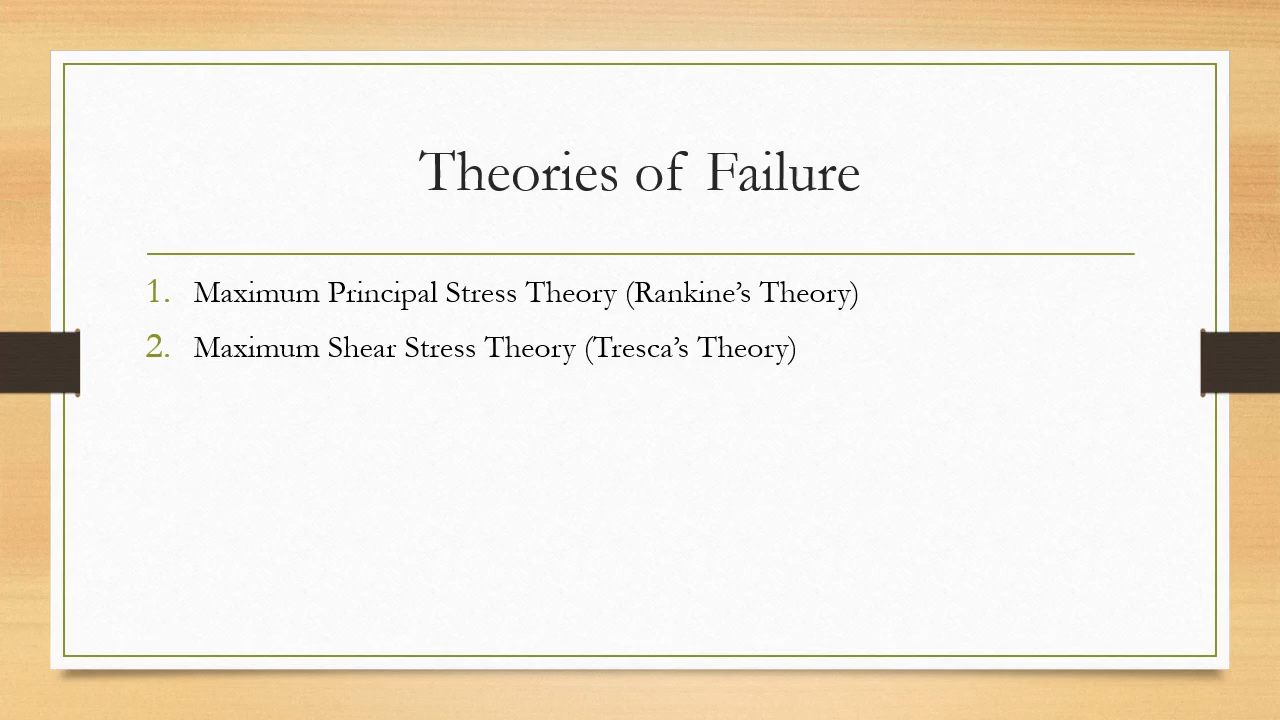 Theories of Failure
1. Maximum Principal Stress Theory (Rankine’s Theory)
2. Maximum Shear Stress Theory (Tresca’s Theory)